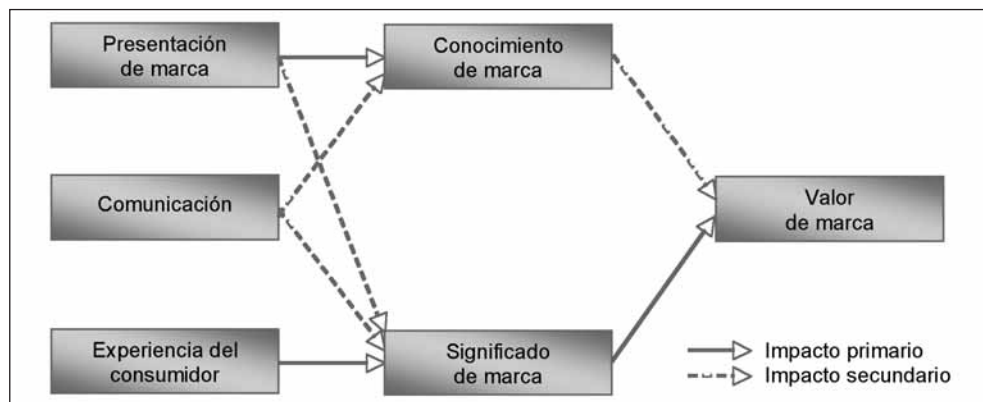 Presentación
de marca
Conocimiento
de marca
Comunicación
Valor
de marca
Experiencia del
consumidor
Significado
de marca
Impacto primario
Impacto secundario